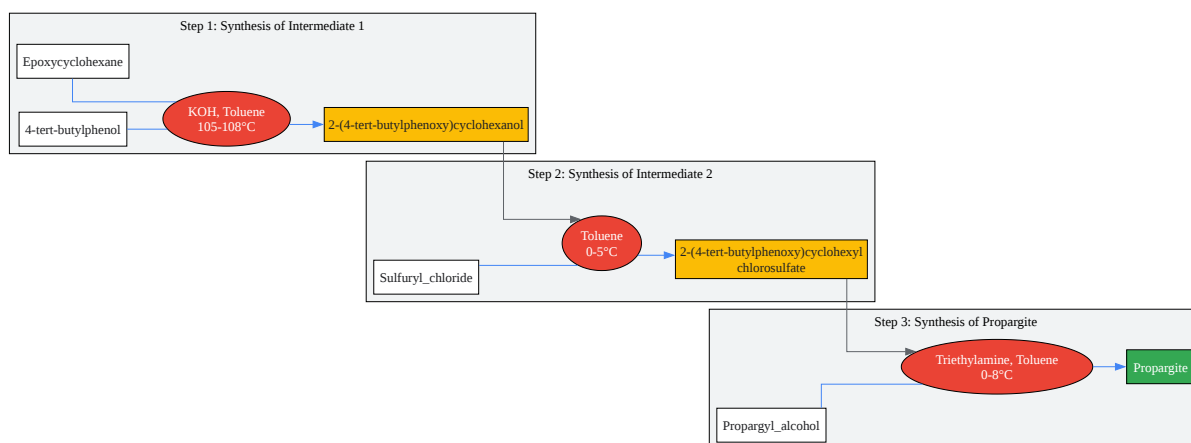 Step 1: Synthesis of Intermediate 1
Epoxycyclohexane
4-tert-butylphenol
KOH, Toluene
105-108°C
2-(4-tert-butylphenoxy)cyclohexanol
Step 2: Synthesis of Intermediate 2
Sulfuryl_chloride
Toluene
0-5°C
2-(4-tert-butylphenoxy)cyclohexyl
chlorosulfate
Step 3: Synthesis of Propargite
Propargyl_alcohol
Triethylamine, Toluene
0-8°C
Propargite